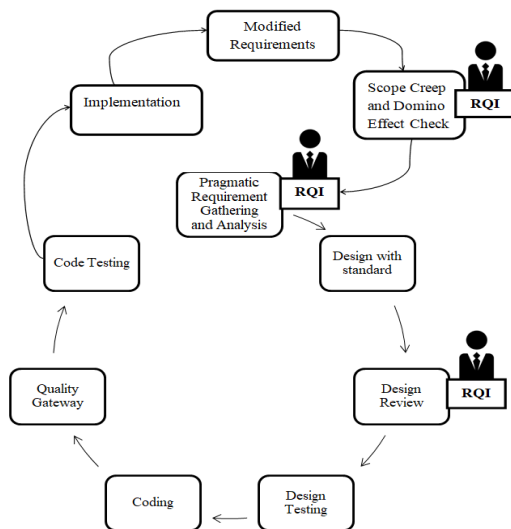 Modified
Requirements
Scope Creep
and Domino
Effect Check
RQI
Implementation
Pragmatic
Requirement
Gathering
and Analysis
RQI
Design with
standard
Code Testing
Design
Review
RQI
Quality
Gateway
Design
Testing
Coding